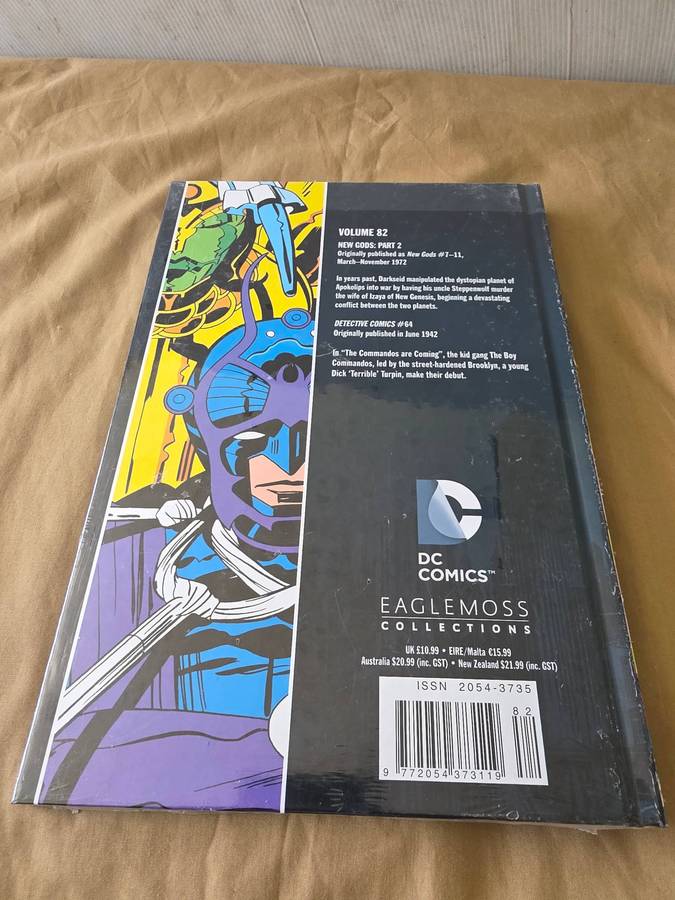 VOLUME 82
NEW GODS: PART 2
Originally published as New Gods #7–11,
March–November 1972
In years past, Darkseid manipulated the dystopian planet of
Apokolips into war by having his uncle Steppenwolf murder
the wife of Izaya of New Genesis, beginning a devastating
conflict between the two planets.
DETECTIVE COMICS #64
Originally published in June 1942
In “The Commandos are Coming”, the kid gang The Boy
Commandos, led by the street-hardened Brooklyn, a young
Dick ‘Terrible’ Turpin, make their debut.
DC
COMICS™
EAGLEMOSS
COLLECTIONS
UK £10.99 • EIRE/Malta €15.99
Australia $20.99 (inc. GST) • New Zealand $21.99 (inc. GST)
ISSN 2054-3735
82
9 772054 373119